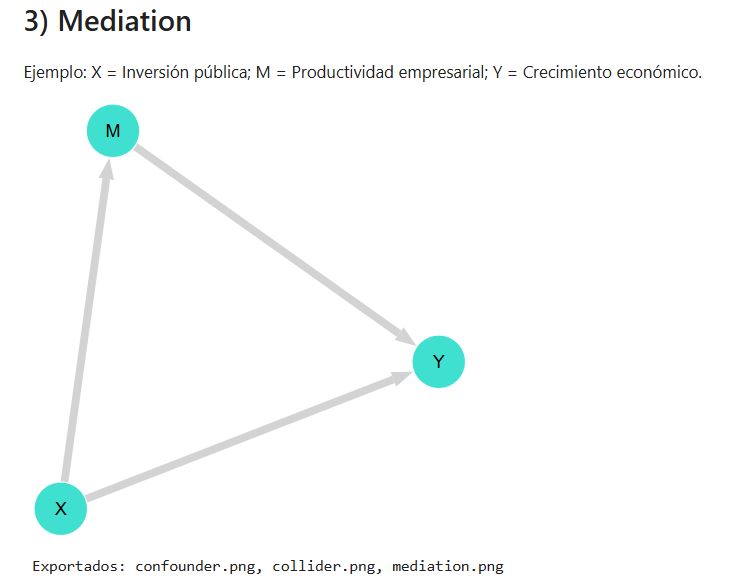 3) Mediation
Ejemplo: X = Inversión pública; M = Productividad empresarial; Y = Crecimiento económico.
M
Y
X
Exportados: confounder.png, collider.png, mediation.png